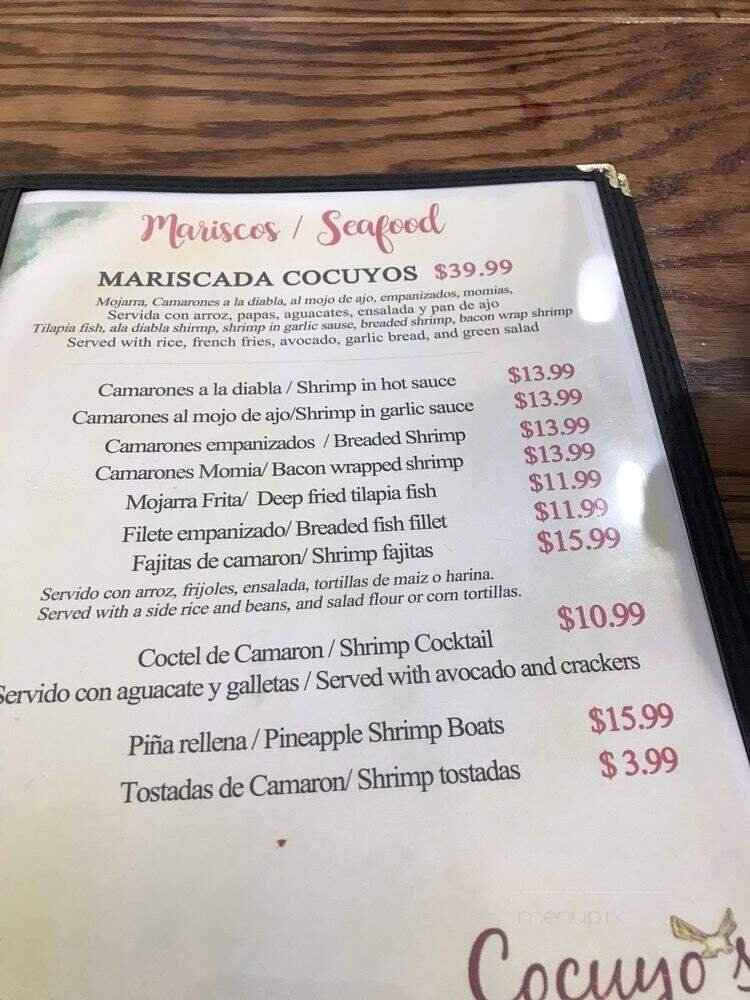 Mariscos / Seafood
MARISCADA COCUYOS $39.99
Mojarra, Camarones a la diabla, al mojo de ajo, empanizados, momias,
Servida con arroz, papas, aguacates, ensalada y pan de ajo
Tilapia fish, ala diabla shirmp, shrimp in garlic sause, breaded shrimp, bacon wrap shrimp
Served with rice, french fries, avocado, garlic bread, and green salad
Camarones a la diabla / Shrimp in hot sauce $13.99
Camarones al mojo de ajo/Shrimp in garlic sauce $13.99
Camarones empanizados / Breaded Shrimp $13.99
Camarones Momia/ Bacon wrapped shrimp $13.99
Mojarra Frita/ Deep fried tilapia fish $11.99
Filete empanizado/ Breaded fish fillet $11.99
Fajitas de camaron/ Shrimp fajitas $15.99
Servido con arroz, frijoles, ensalada, tortillas de maiz o harina.
Served with a side rice and beans, and salad flour or corn tortillas.
Coctel de Camaron / Shrimp Cocktail $10.99
Servido con aguacate y galletas / Served with avocado and crackers
Piña rellena / Pineapple Shrimp Boats $15.99
Tostadas de Camaron/ Shrimp tostadas $3.99
menupix
Cocuyo's